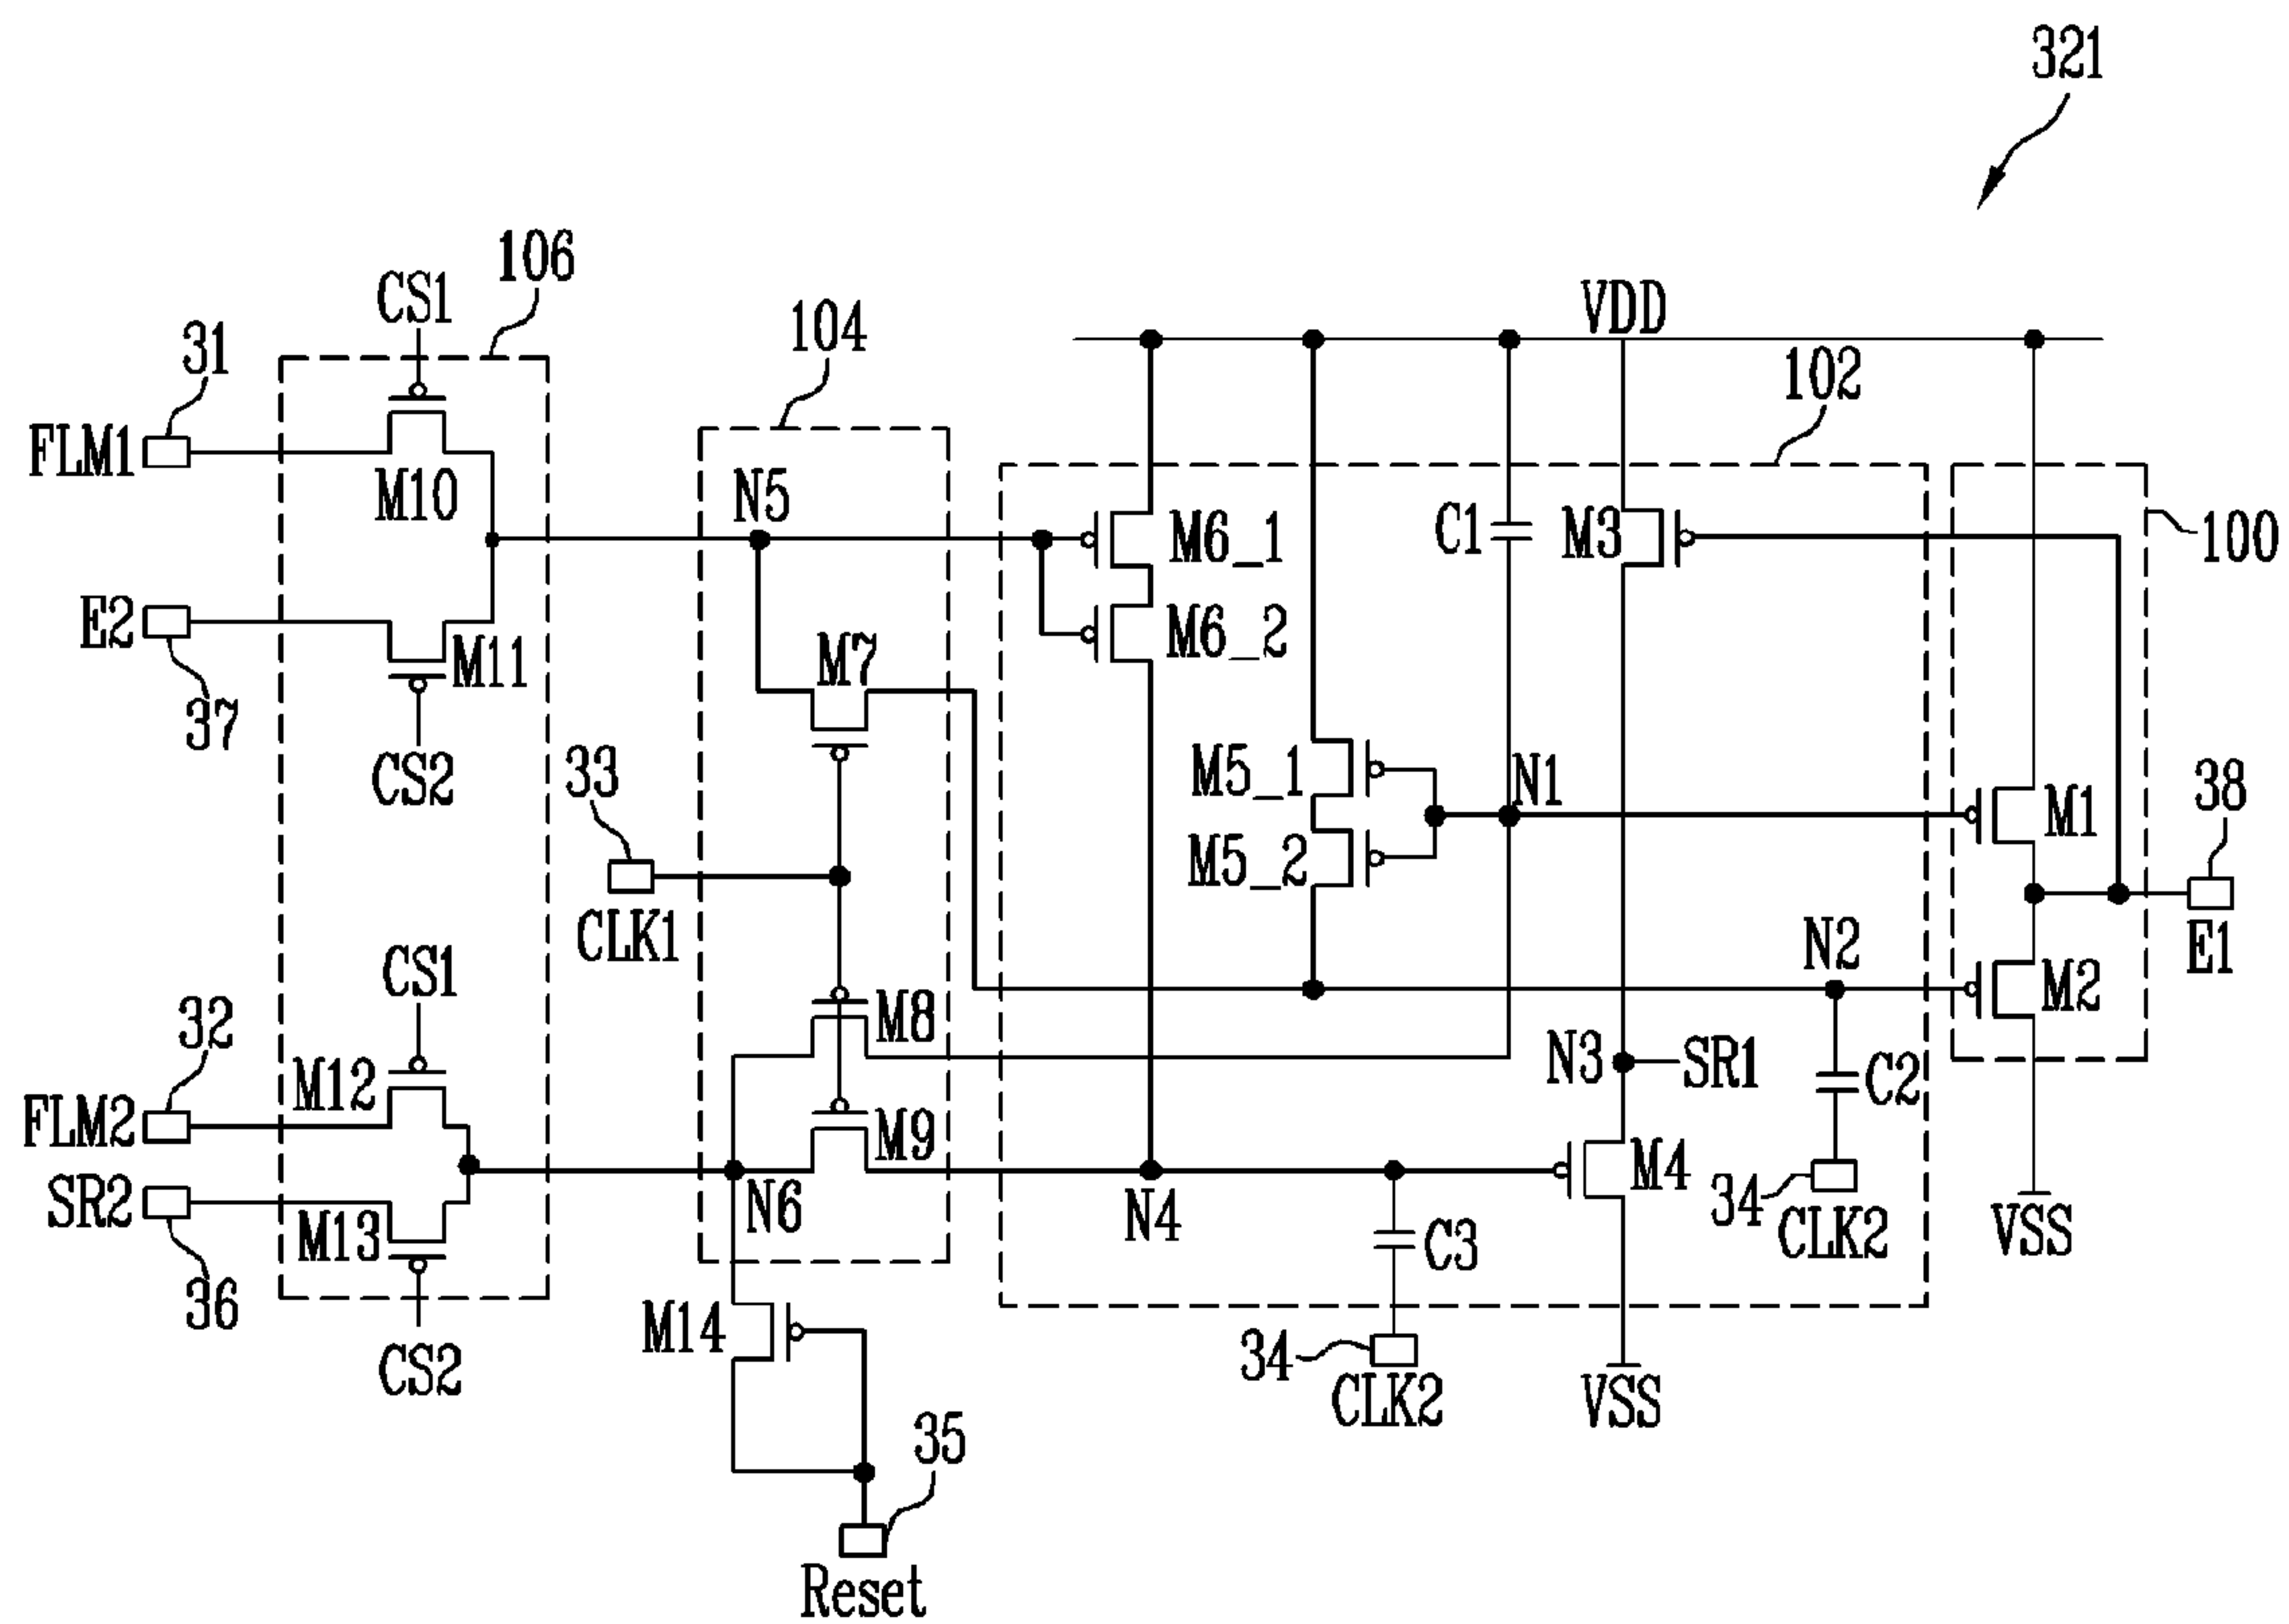 321
106
CS1
104
VDD
31
102
FLM1
M10
N5
M6_1
C1
M3
100
E2
M11
M6_2
M7
37
CS2
33
M5_1
N1
38
M1
M5_2
CLK1
N2
E1
CS1
M2
32
M8
M12
N3
SR1
C2
FLM2
M9
M4
SR2
M13
N6
N4
34
CLK2
VSS
C3
36
M14
34
CS2
CLK2
VSS
35
Reset